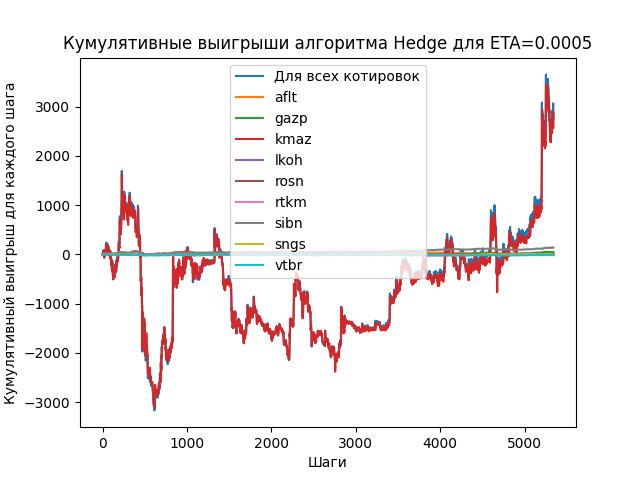 Кумулятивные выигрыши алгоритма Hedge для ETA=0.0005
Кумулятивный выигрыш для каждого шага
3000
2000
1000
0
−1000
−2000
−3000
Для всех котировок
aflt
gazp
kmaz
lkoh
rosn
rtkm
sibn
sngs
vtbr
0 1000 2000 3000 4000 5000
Шаги